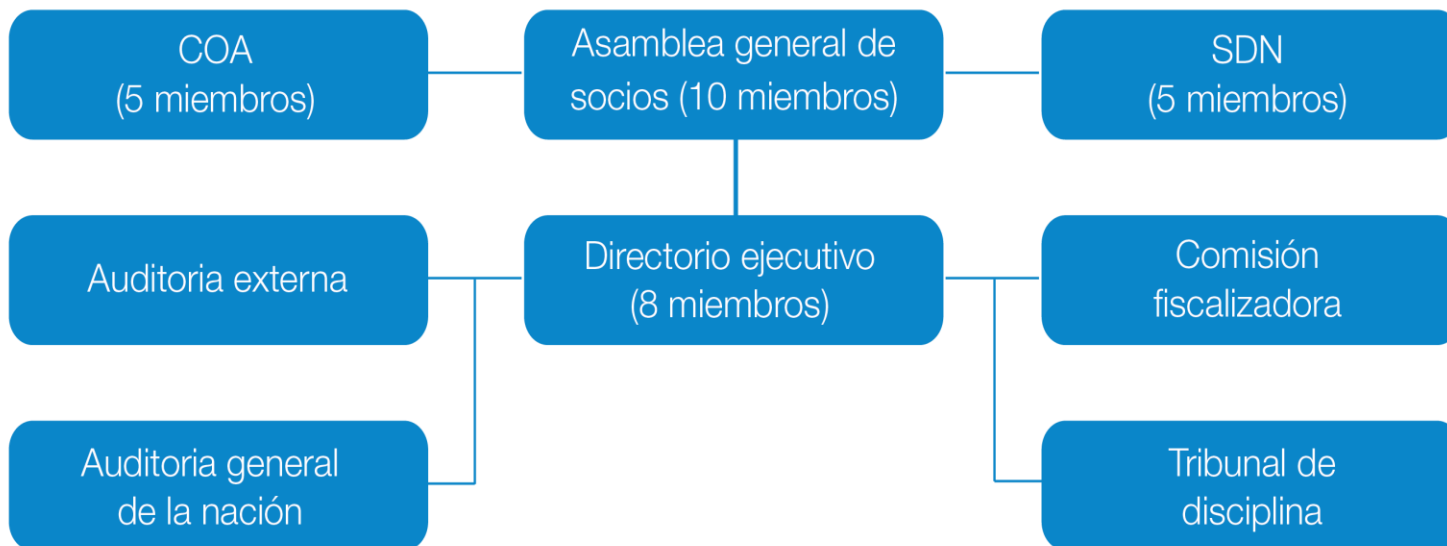 COA
(5 miembros)
Asamblea general de
socios (10 miembros)
SDN
(5 miembros)
Auditoria externa
Directorio ejecutivo
(8 miembros)
Comisión
fiscalizadora
Auditoria general
de la nación
Tribunal de
disciplina